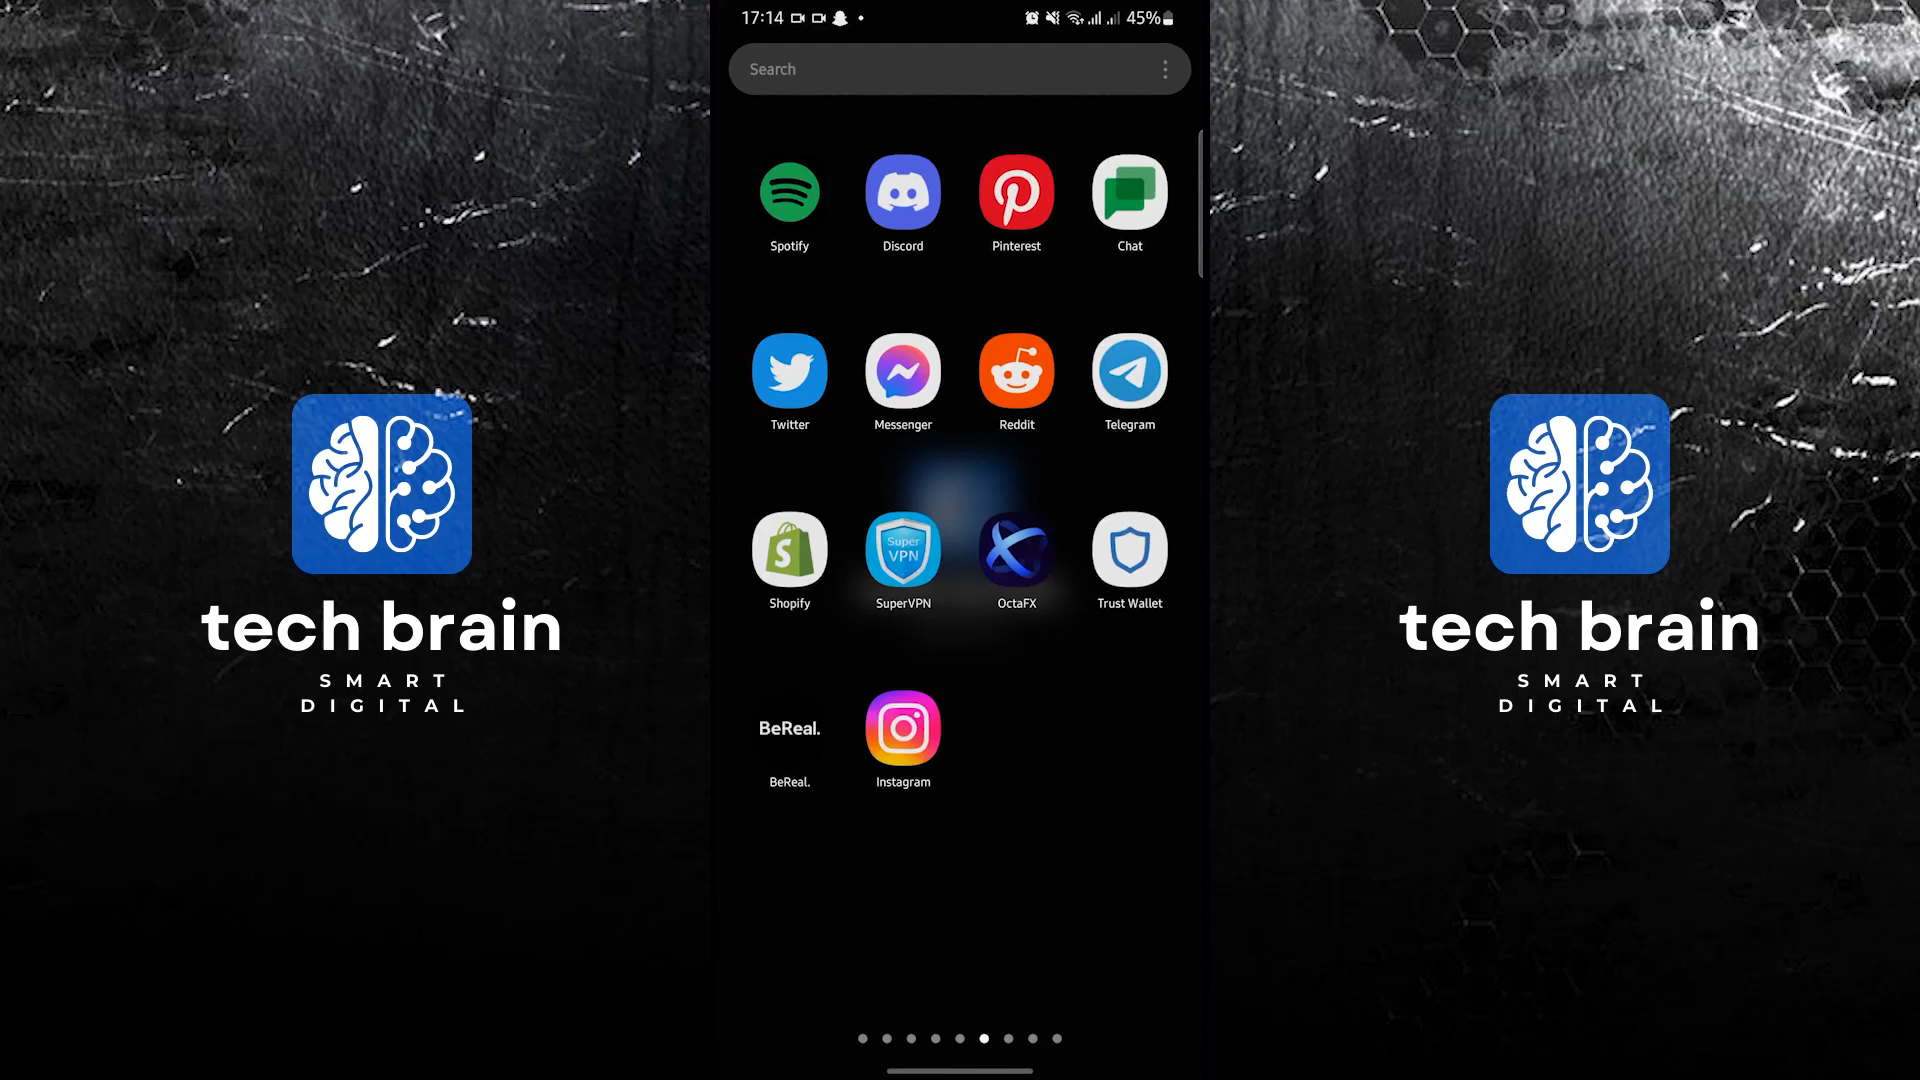 17:14
45%
Search
Spotify
Discord
Pinterest
Chat
Twitter
Messenger
Reddit
Telegram
S
Super
VPN
Shopify
SuperVPN
OctaFX
Trust Wallet
BeReal.
BeReal.
Instagram
tech brain
SMART
DIGITAL
tech brain
SMART
DIGITAL